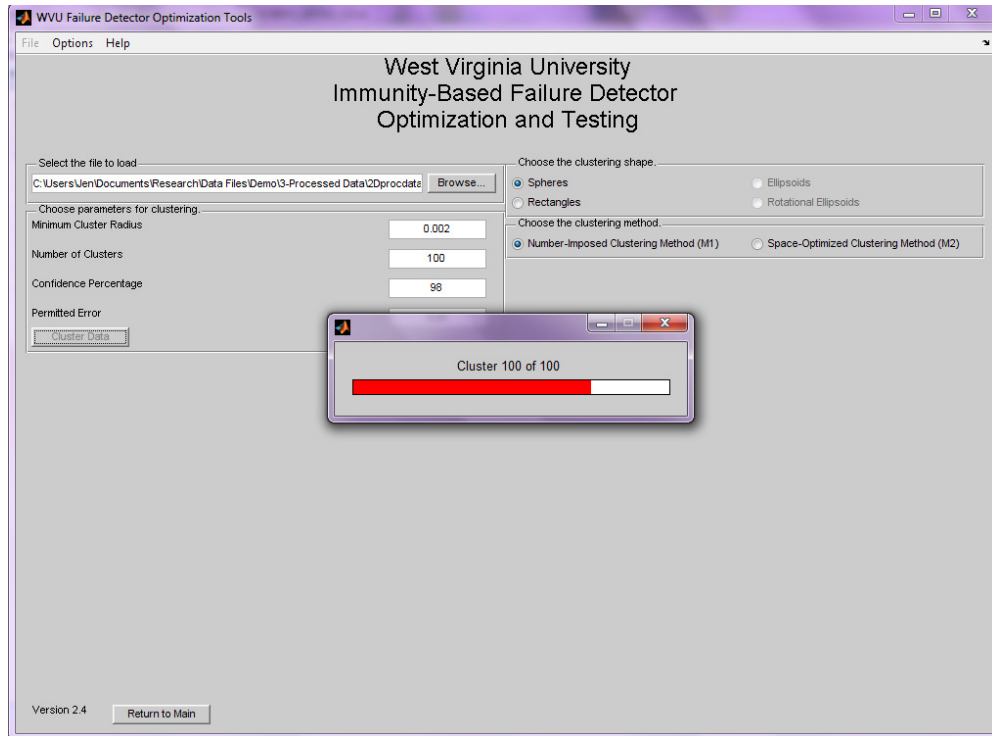 WVU Failure Detector Optimization Tools
File Options Help
West Virginia University
Immunity-Based Failure Detector
Optimization and Testing
Select the file to load
C:\Users\Jen\Documents\Research\Data Files\Demo\3-Processed Data\2Dprocdata
Browse...
Choose parameters for clustering.
Minimum Cluster Radius
0.002
Number of Clusters
100
Confidence Percentage
98
Permitted Error
Cluster Data
Choose the clustering shape.
Spheres
Ellipsoids
Rectangles
Rotational Ellipsoids
Choose the clustering method.
Number-Imposed Clustering Method (M1)
Space-Optimized Clustering Method (M2)
Cluster 100 of 100
Version 2.4
Return to Main